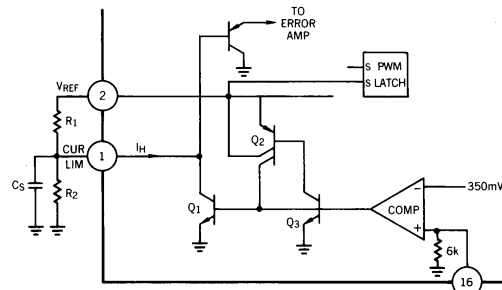 TO
ERROR
AMP
S PWM
S LATCH
VREF
2
R1
Q2
CUR
LIM
1
IH
CS
R2
Q1
Q3
COMP
−
+
350mV
6k
16